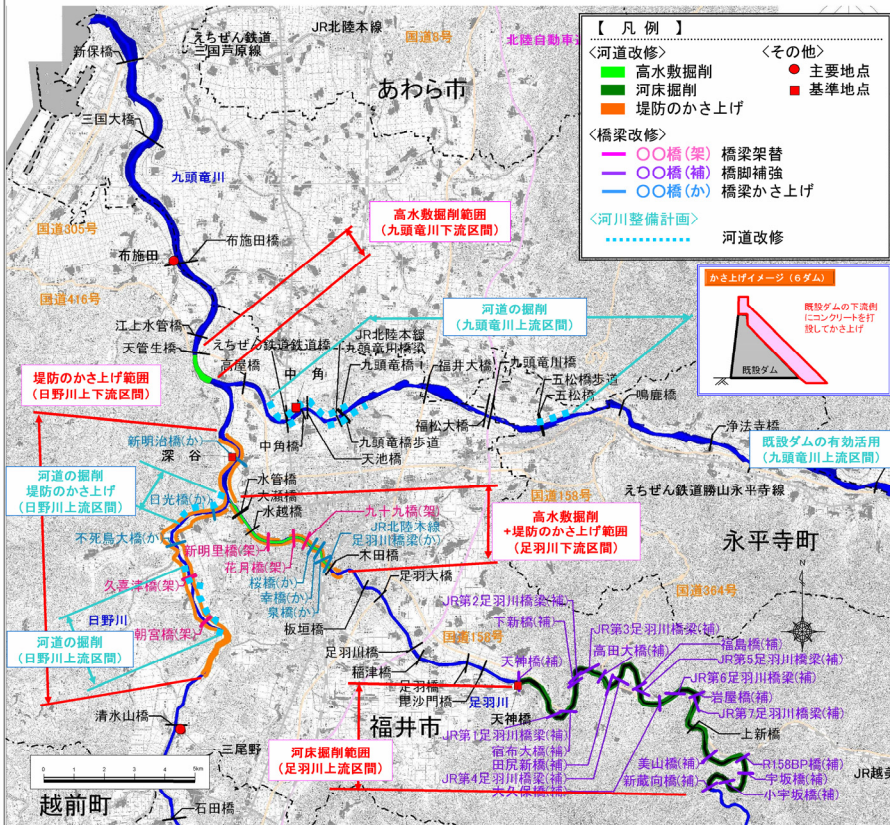 【 凡 例 】
<河道改修>
高水敷掘削
河床掘削
堤防のかさ上げ
<その他>
主要地点
基準地点
<橋梁改修>
〇〇橋(架) 橋梁架替
〇〇橋(補) 橋脚補強
〇〇橋(か) 橋梁かさ上げ
<河川整備計画>
河道改修
かさ上げイメージ(6ダム)
既設ダムの下流側
にコンクリートを打
設してかさ上げ
既設ダム
新保橋
えちぜん鉄道
三国芦原線
JR北陸本線
国道8号
北陸自動車道
あわら市
三国大橋
九頭竜川
国道305号
布施田
布施田橋
国道416号
高水敷掘削範囲
(九頭竜川下流区間)
江上水管橋
天管生橋
えちぜん鉄道鉄道橋
高屋橋
中 角
JR北陸本線
九頭竜川橋梁
九頭竜橋
河道の掘削
(九頭竜川上流区間)
福井大橋
九頭竜川橋
五松橋歩道
五松橋
鳴鹿橋
浄法寺橋
中角橋
天池橋
九頭竜橋歩道
福松大橋
既設ダムの有効活用
(九頭竜川上流区間)
えちぜん鉄道勝山永平寺線
国道158号
堤防のかさ上げ範囲
(日野川上下流区間)
新明治橋(か)
深 谷
河道の掘削
堤防のかさ上げ
(日野川上下流区間)
日光橋(か)
不死鳥大橋(か)
水管橋
大瀬橋
水越橋
九十九橋(架)
JR北陸本線
足羽川橋梁(か)
新明里橋(架)
花月橋(架)
桜橋(か)
幸橋(か)
泉橋(か)
木田橋
高水敷掘削
+堤防のかさ上げ範囲
(足羽川下流区間)
永平寺町
国道364号
N
久喜津橋(架)
日野川
朝宮橋(架)
河道の掘削
(日野川上流区間)
足羽大橋
板垣橋
国道158号
足羽川橋
稲津橋
足羽橋
毘沙門橋
足羽川
天神橋(補)
天神橋
JR第2足羽川橋梁(補)
下新橋(補)
JR第3足羽川橋梁(補)
高田大橋(補)
福島橋(補)
JR第5足羽川橋梁(補)
JR第6足羽川橋梁(補)
岩屋橋(補)
JR第7足羽川橋梁(補)
上新橋
JR第1足羽川橋梁(補)
宿布大橋(補)
田尻新橋(補)
JR第4足羽川橋梁(補)
大久保橋(補)
美山橋(補)
新蔵向橋(補)
R158BP橋(補)
宇坂橋(補)
小宇坂橋(補)
JR越美
清水山橋
三尾野
福井市
河床掘削範囲
(足羽川上流区間)
0
5km
越前町
石田橋